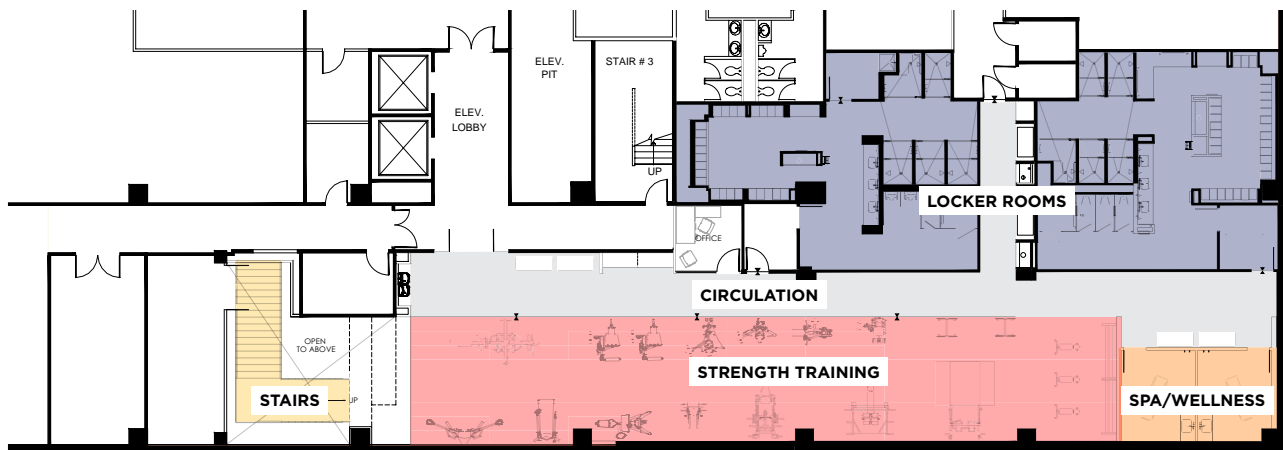 ELEV.
PIT
STAIR # 3
ELEV.
LOBBY
UP
LOCKER ROOMS
OFFICE
CIRCULATION
OPEN
TO ABOVE
STRENGTH TRAINING
STAIRS
UP
SPA/WELLNESS